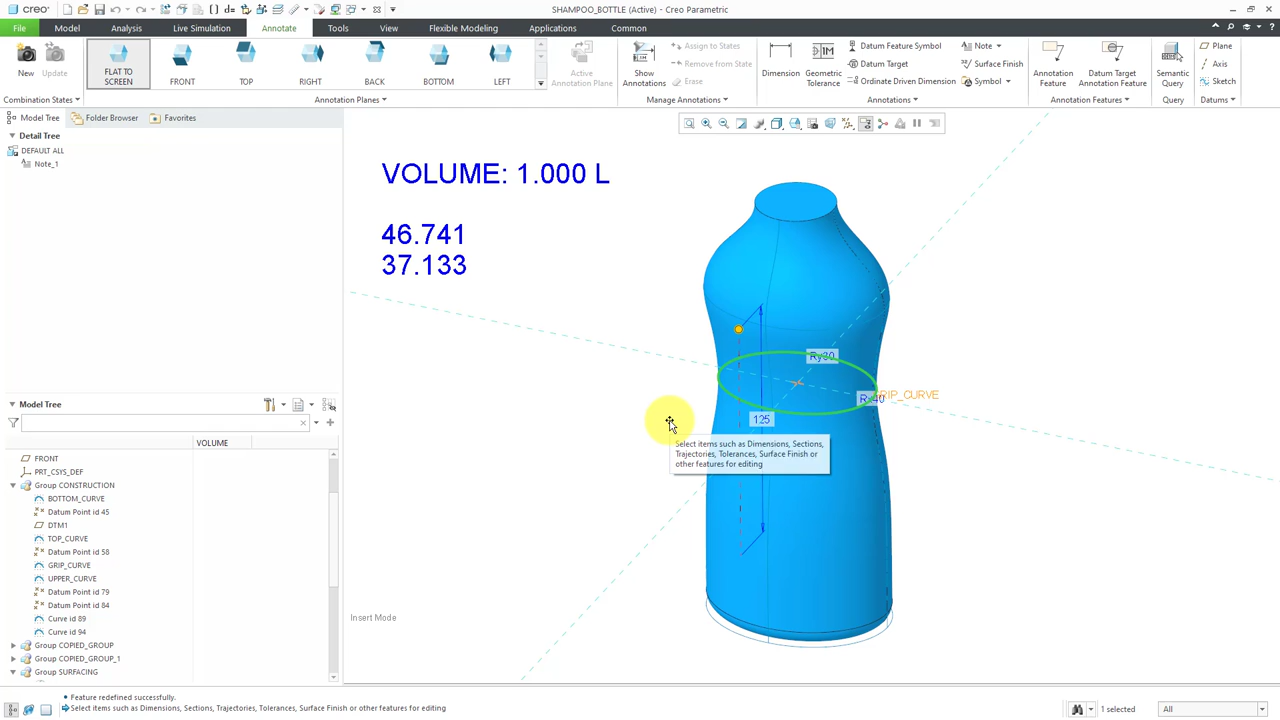 creo
SHAMPOO_BOTTLE (Active) - Creo Parametric
File Model Analysis Live Simulation Annotate Tools View Flexible Modeling Applications Common
New
Update
FLAT TO SCREEN
FRONT
TOP
RIGHT
BACK
BOTTOM
LEFT
Active Annotation Plane
Show Annotations
Assign to States
Remove from State
Erase
Dimension
Geometric Tolerance
Datum Feature Symbol
Datum Target
Ordinate Driven Dimension
Note
Surface Finish
Symbol
Annotation Feature
Datum Target Annotation Feature
Semantic Query
Plane
Axis
Sketch
Combination States
Annotation Planes
Manage Annotations
Annotations
Annotation Features
Query
Datums
Model Tree
Folder Browser
Favorites
Detail Tree
DEFAULT ALL
Note_1
VOLUME: 1.000 L
46.741
37.133
Ry30
GRIP_CURVE
125
Select items such as Dimensions, Sections,
Trajectories, Tolerances, Surface Finish or
other features for editing
Insert Mode
Model Tree
VOLUME
FRONT
PRT_CSYS_DEF
Group CONSTRUCTION
BOTTOM_CURVE
Datum Point id 45
DTM1
TOP_CURVE
Datum Point id 58
GRIP_CURVE
UPPER_CURVE
Datum Point id 79
Datum Point id 84
Curve id 89
Curve id 94
Group COPIED_GROUP
Group COPIED_GROUP_1
Group SURFACING
Feature redefined successfully.
Select items such as Dimensions, Sections, Trajectories, Tolerances, Surface Finish or other features for editing
1 selected
All